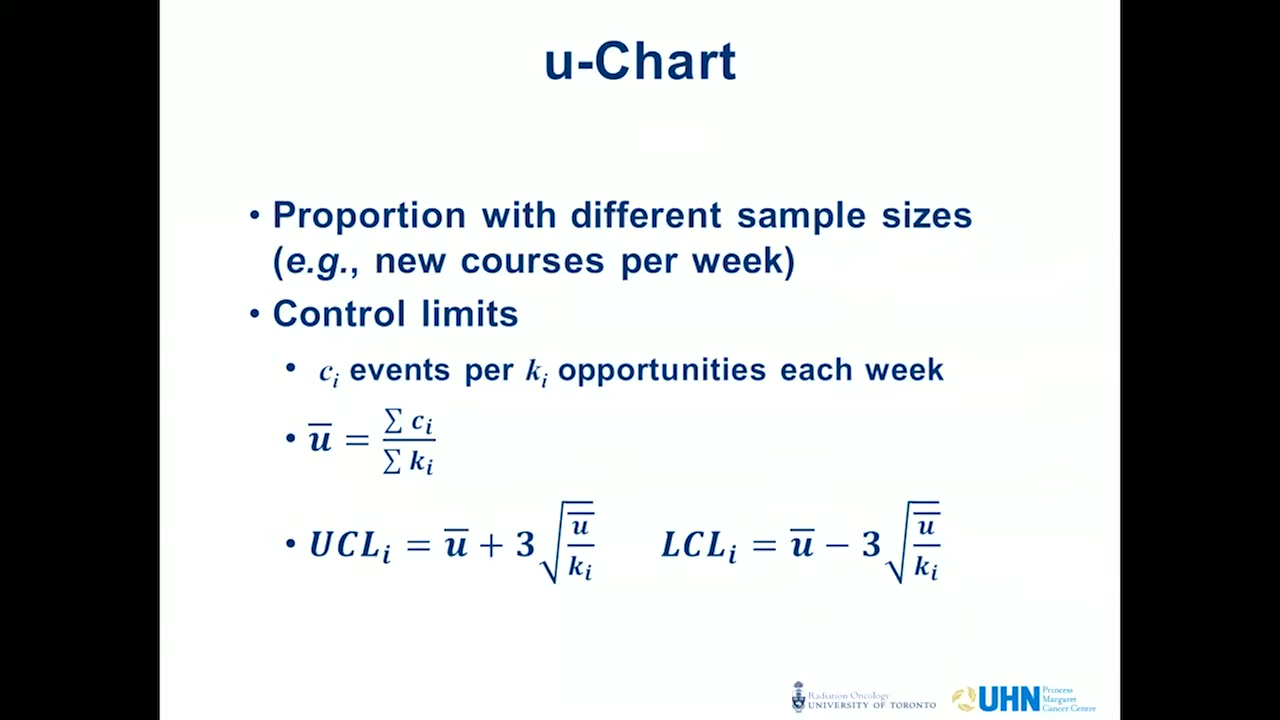 u-Chart
• Proportion with different sample sizes
(e.g., new courses per week)
• Control limits
• cᵢ events per kᵢ opportunities each week
• u̅ = ∑ cᵢ / ∑ kᵢ
• UCLᵢ = u̅ + 3√(u̅/kᵢ) LCLᵢ = u̅ − 3√(u̅/kᵢ)
Radiation Oncology
UNIVERSITY OF TORONTO
UHN
Princess
Margaret
Cancer Centre